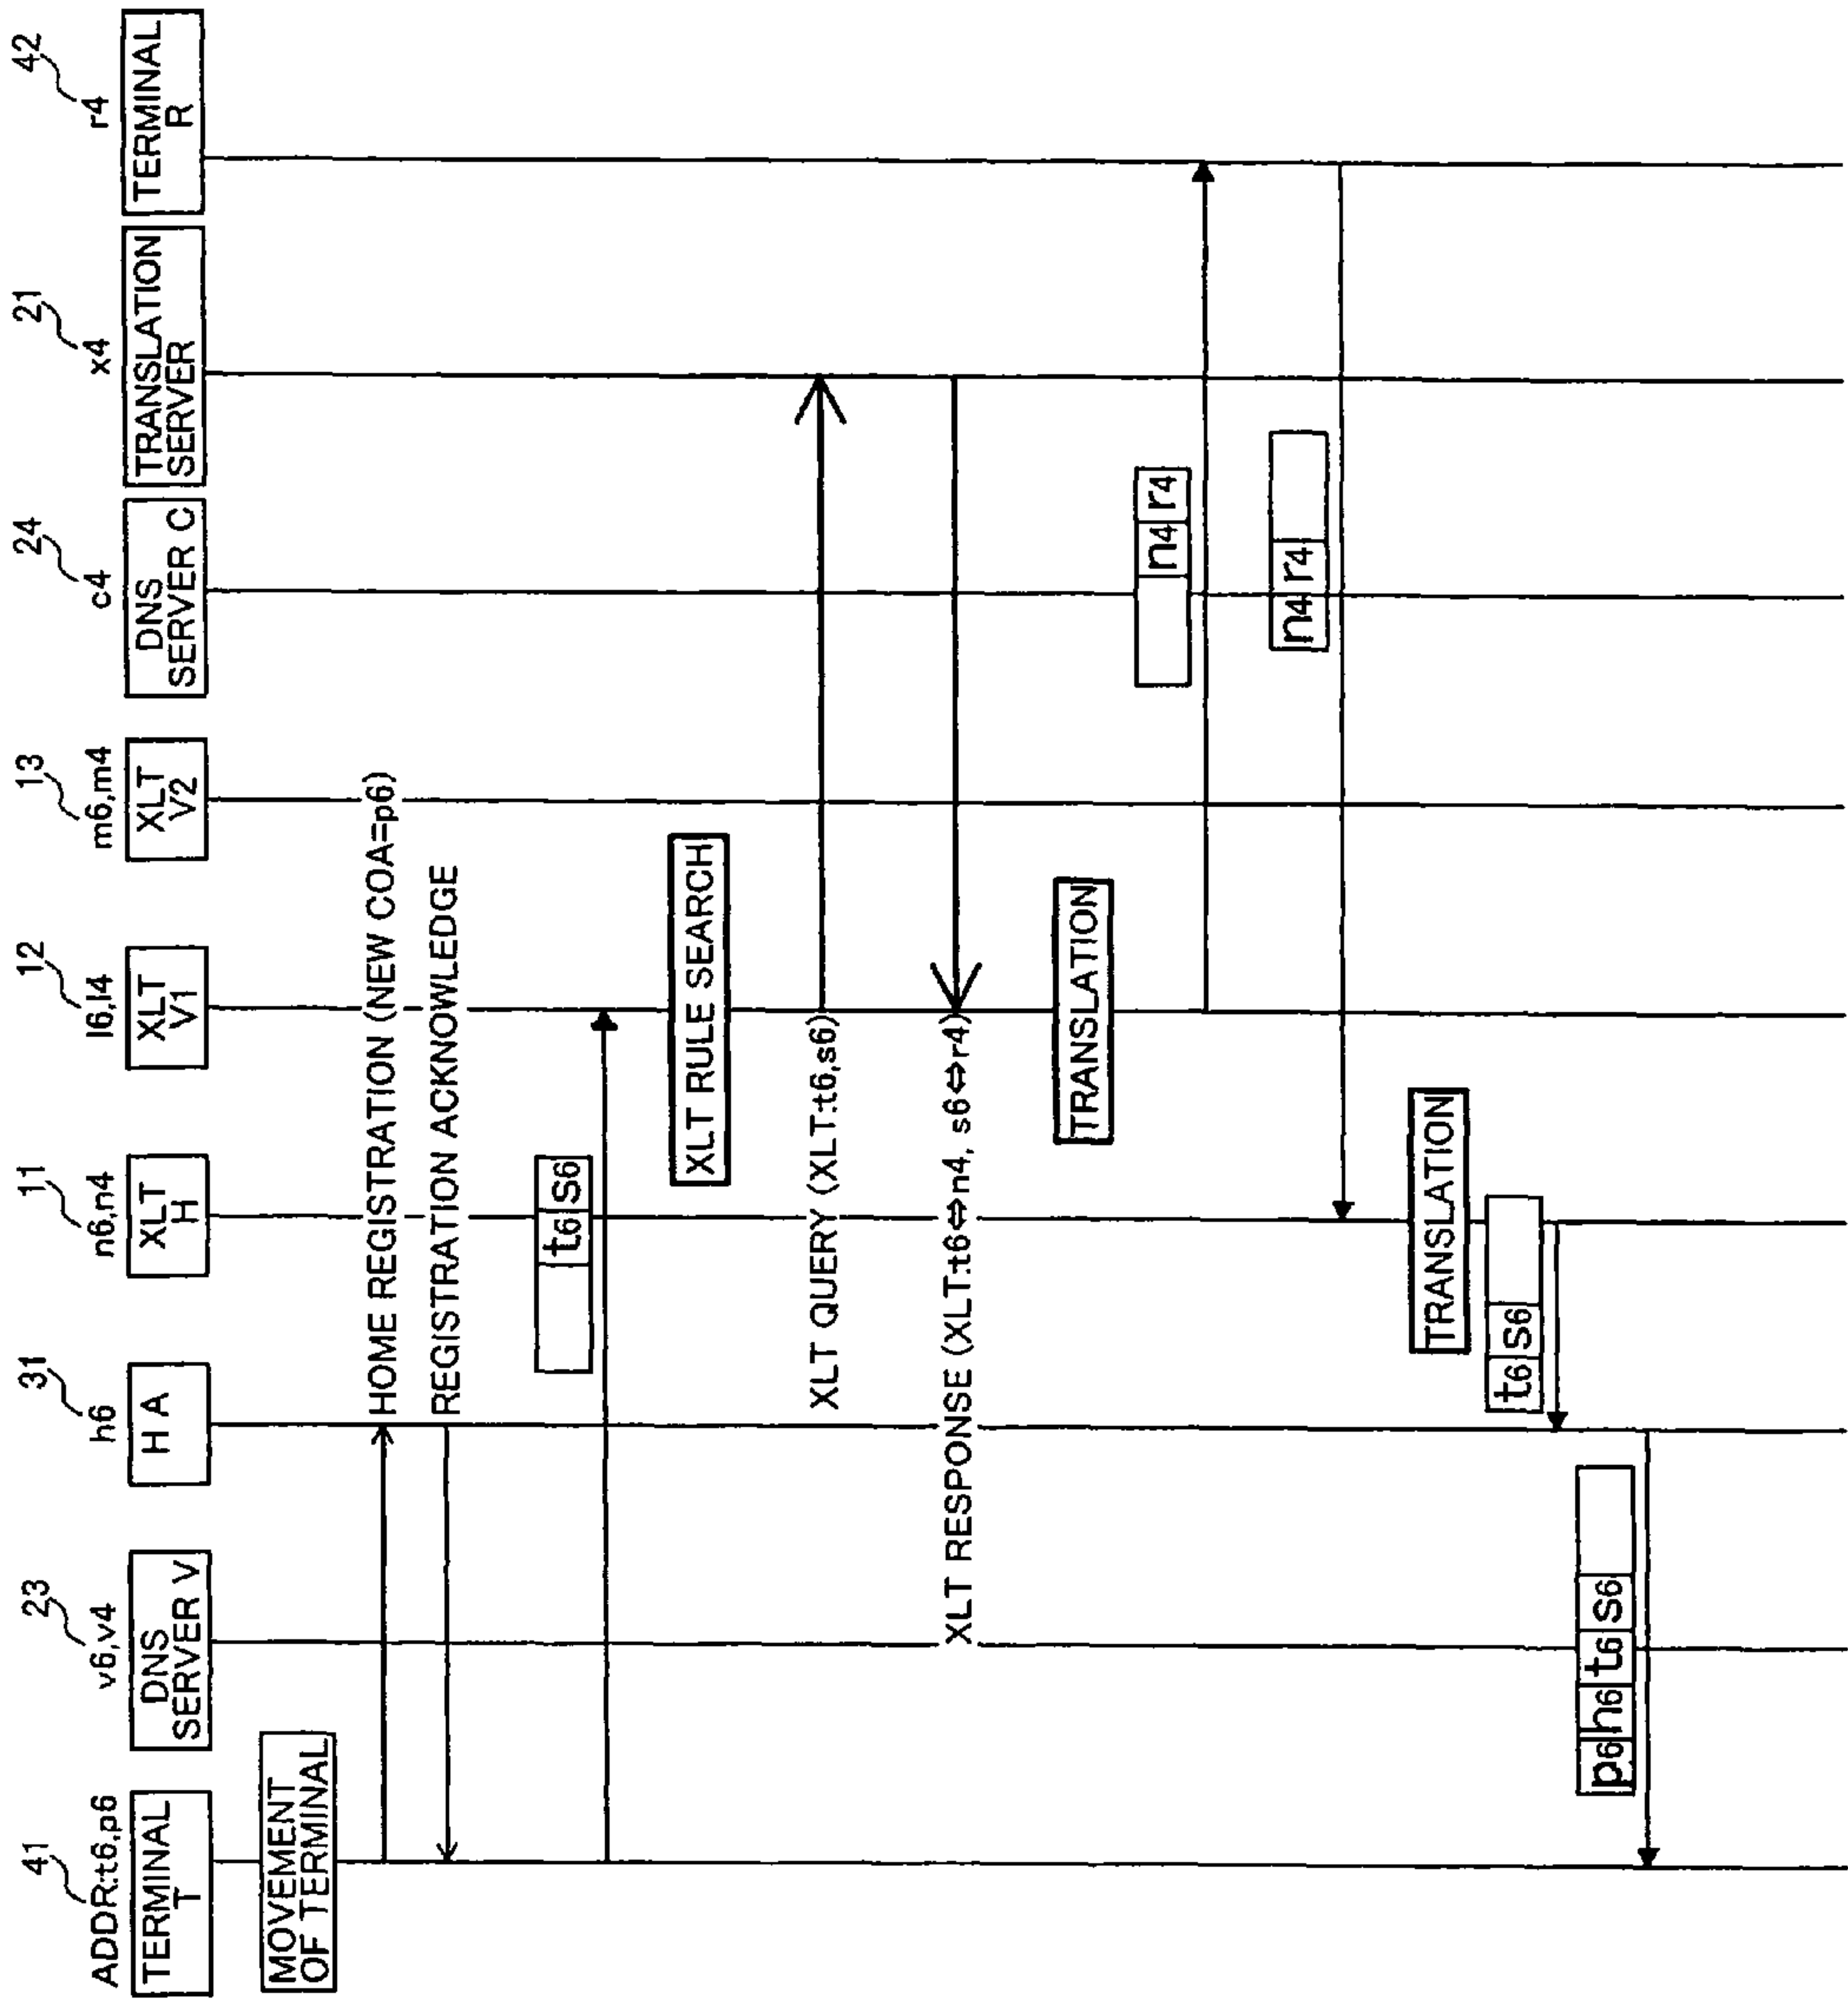 41
ADDR:t6,p6
TERMINAL
T
23
v6,v4
DNS
SERVER V
31
h6
H A
11
n6,n4
XLT
H
12
l6,l4
XLT
V1
13
m6,m4
XLT
V2
24
c4
DNS
SERVER C
21
x4
TRANSLATION
SERVER
42
r4
TERMINAL
R
MOVEMENT
OF TERMINAL
HOME REGISTRATION (NEW COA=p6)
REGISTRATION ACKNOWLEDGE
t6 s6
XLT RULE SEARCH
XLT QUERY (XLT:t6,s6)
XLT RESPONSE (XLT:t6⇔n4, s6⇔r4)
TRANSLATION
n4 r4
n4 r4
TRANSLATION
t6 s6
p6 h6 t6 s6